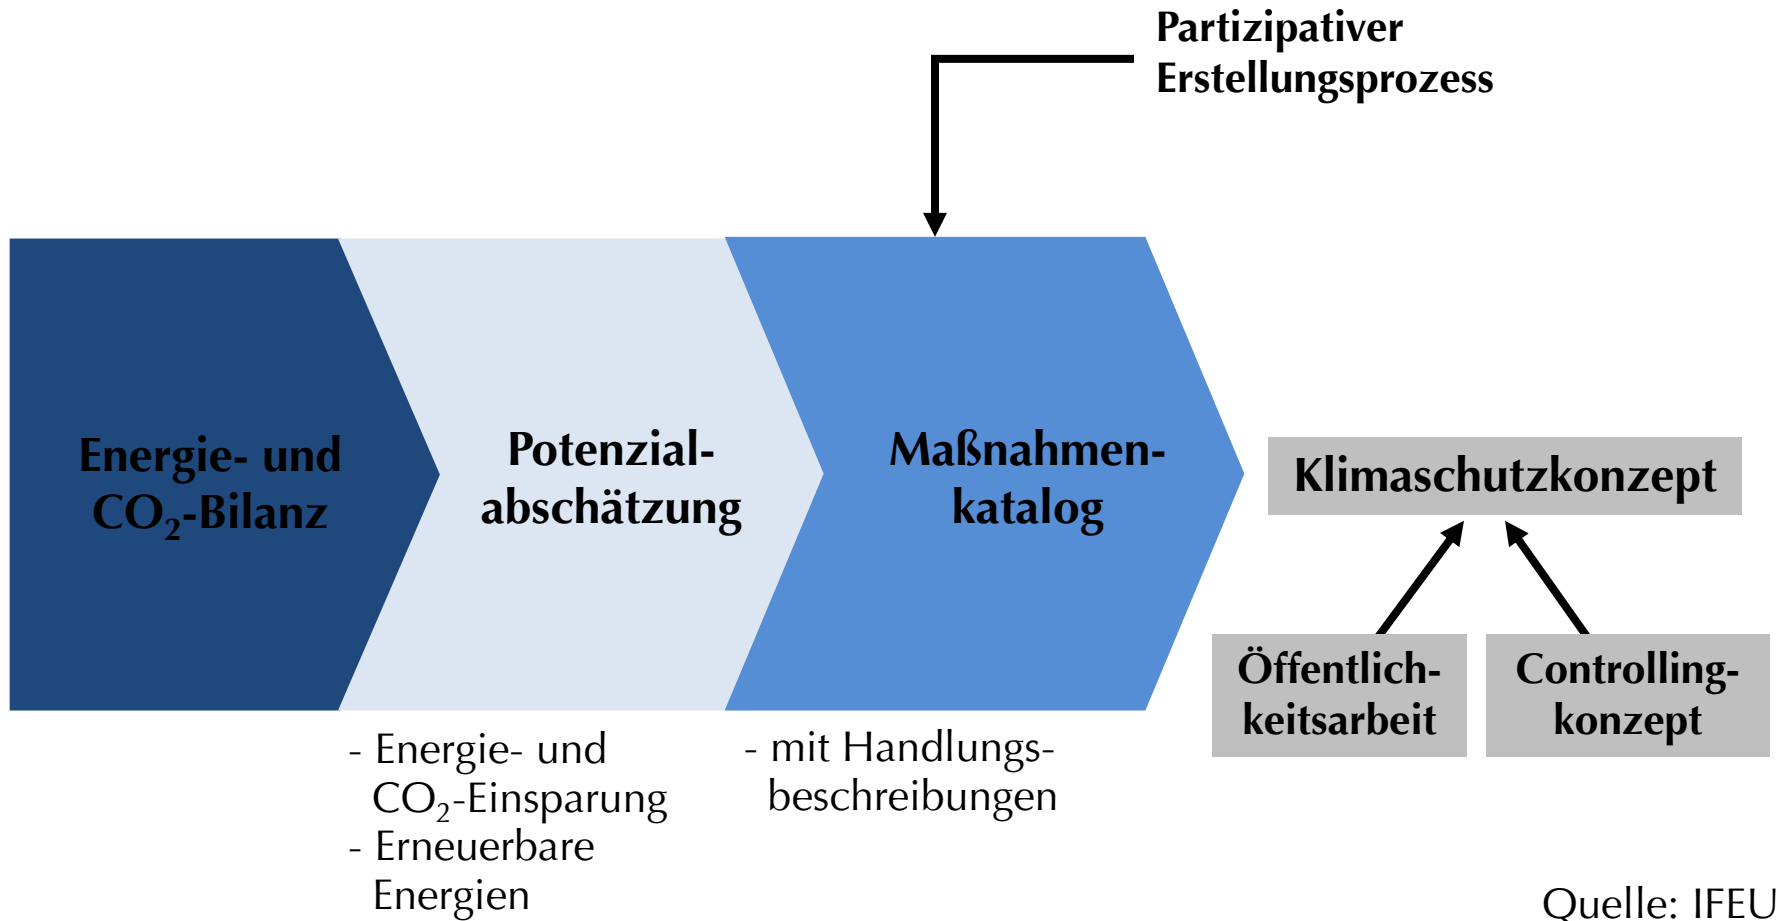 Partizipativer
Erstellungsprozess
Energie- und
CO₂-Bilanz
Potenzial-
abschätzung
Maßnahmen-
katalog
Klimaschutzkonzept
Öffentlich-
keitsarbeit
Controlling-
konzept
- Energie- und
CO₂-Einsparung
- Erneuerbare
Energien
- mit Handlungs-
beschreibungen
Quelle: IFEU